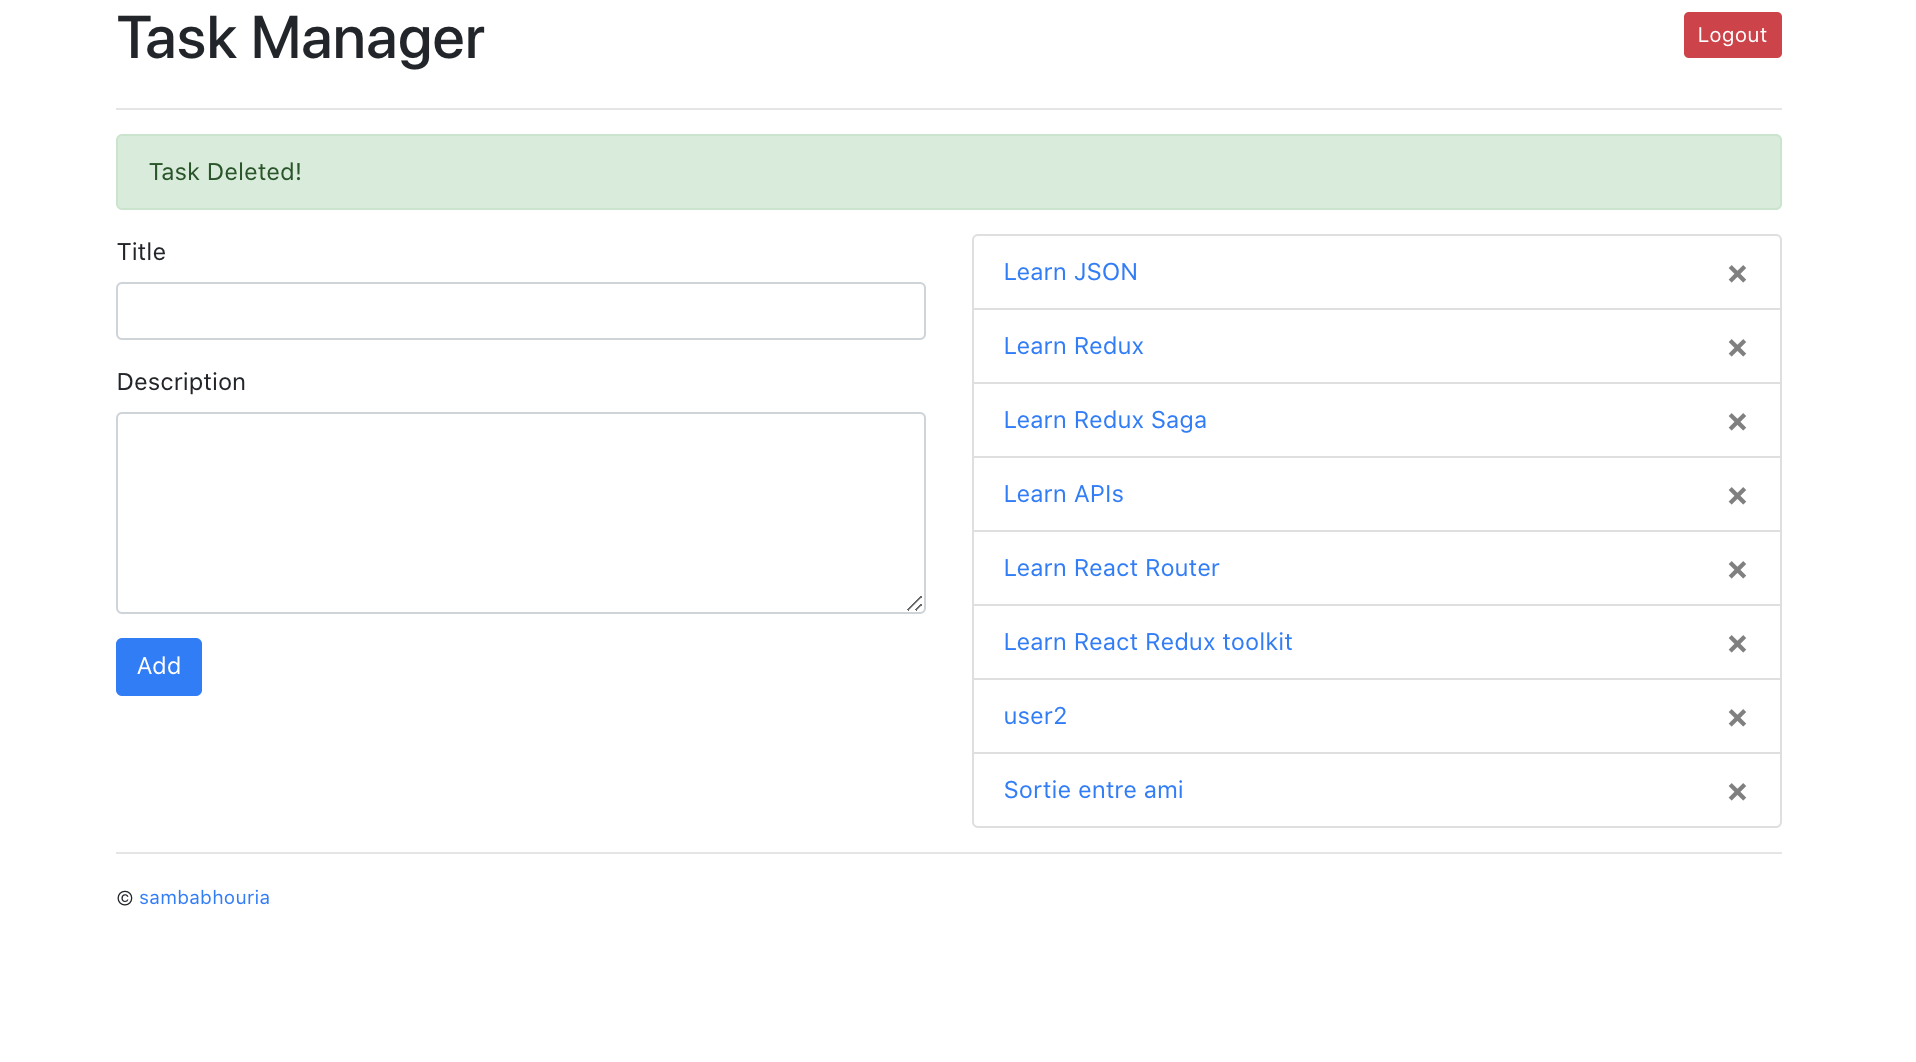 Task Manager
Logout
Task Deleted!
Title
Description
Add
Learn JSON
Learn Redux
Learn Redux Saga
Learn APIs
Learn React Router
Learn React Redux toolkit
user2
Sortie entre ami
© sambabhouria